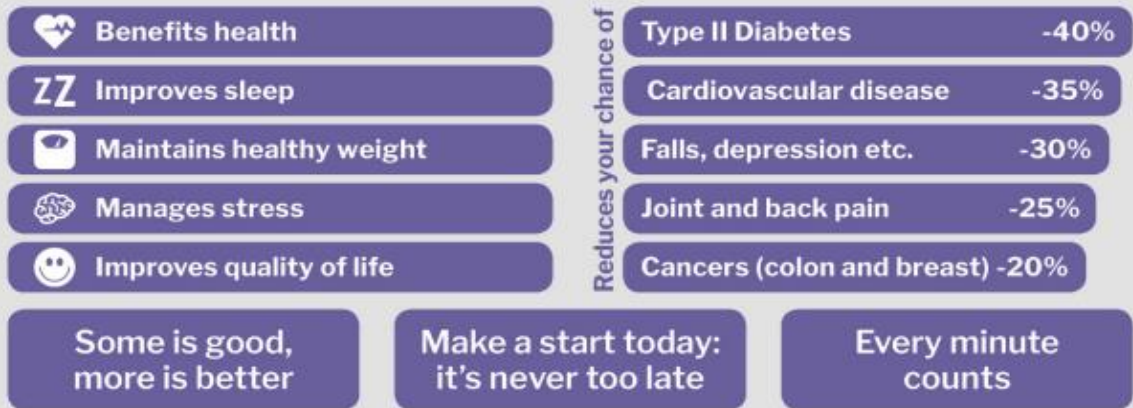 Benefits health
ZZ Improves sleep
Maintains healthy weight
Manages stress
Improves quality of life
Reduces your chance of
Type II Diabetes -40%
Cardiovascular disease -35%
Falls, depression etc. -30%
Joint and back pain -25%
Cancers (colon and breast) -20%
Some is good,
more is better
Make a start today:
it's never too late
Every minute
counts